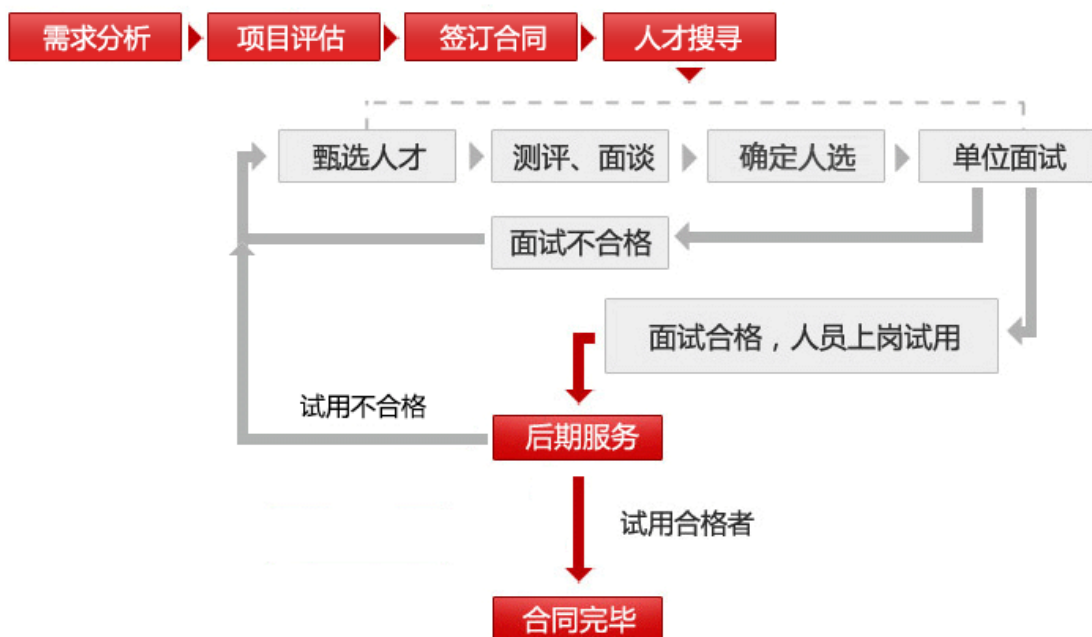 需求分析
项目评估
签订合同
人才搜寻
甄选人才
测评、面谈
确定人选
单位面试
面试不合格
面试合格，人员上岗试用
试用不合格
后期服务
试用合格者
合同完毕